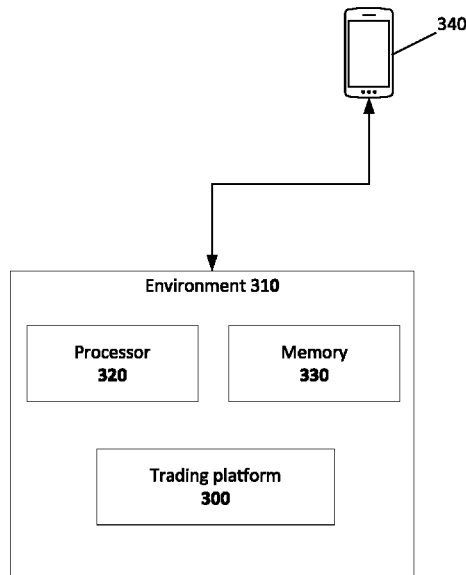 340
Environment 310
Processor
320
Memory
330
Trading platform
300